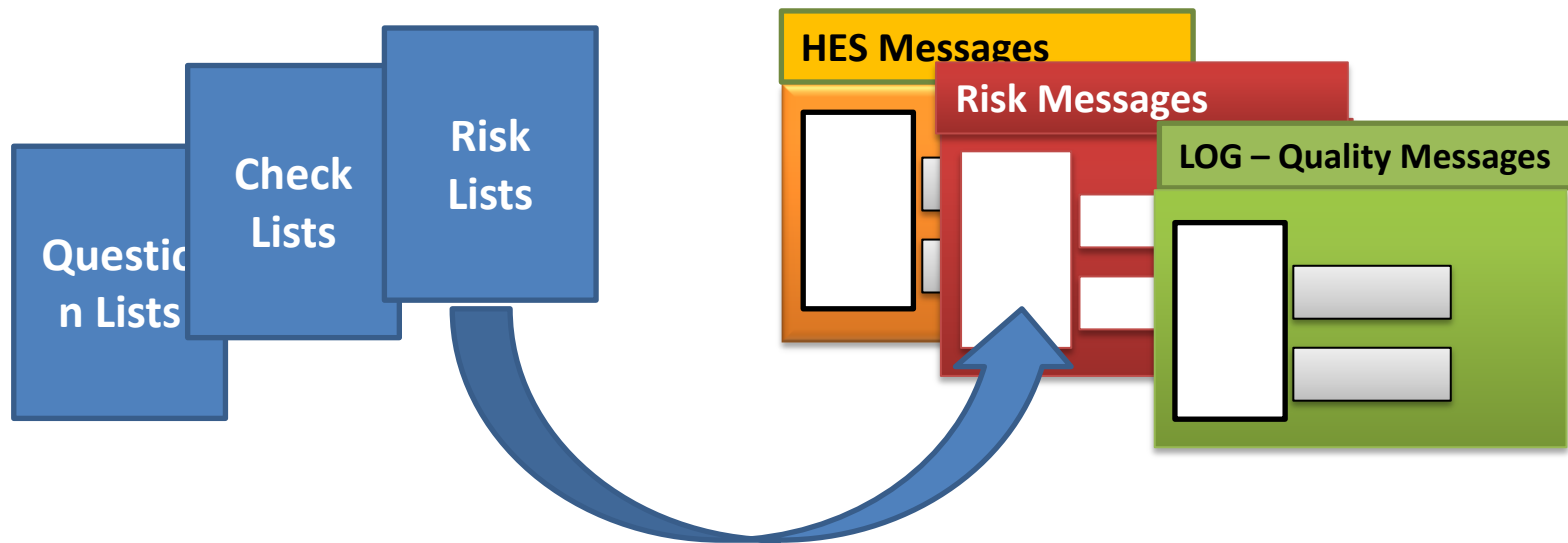 Questio
n Lists
Check
Lists
Risk
Lists
HES Messages
Risk Messages
LOG – Quality Messages